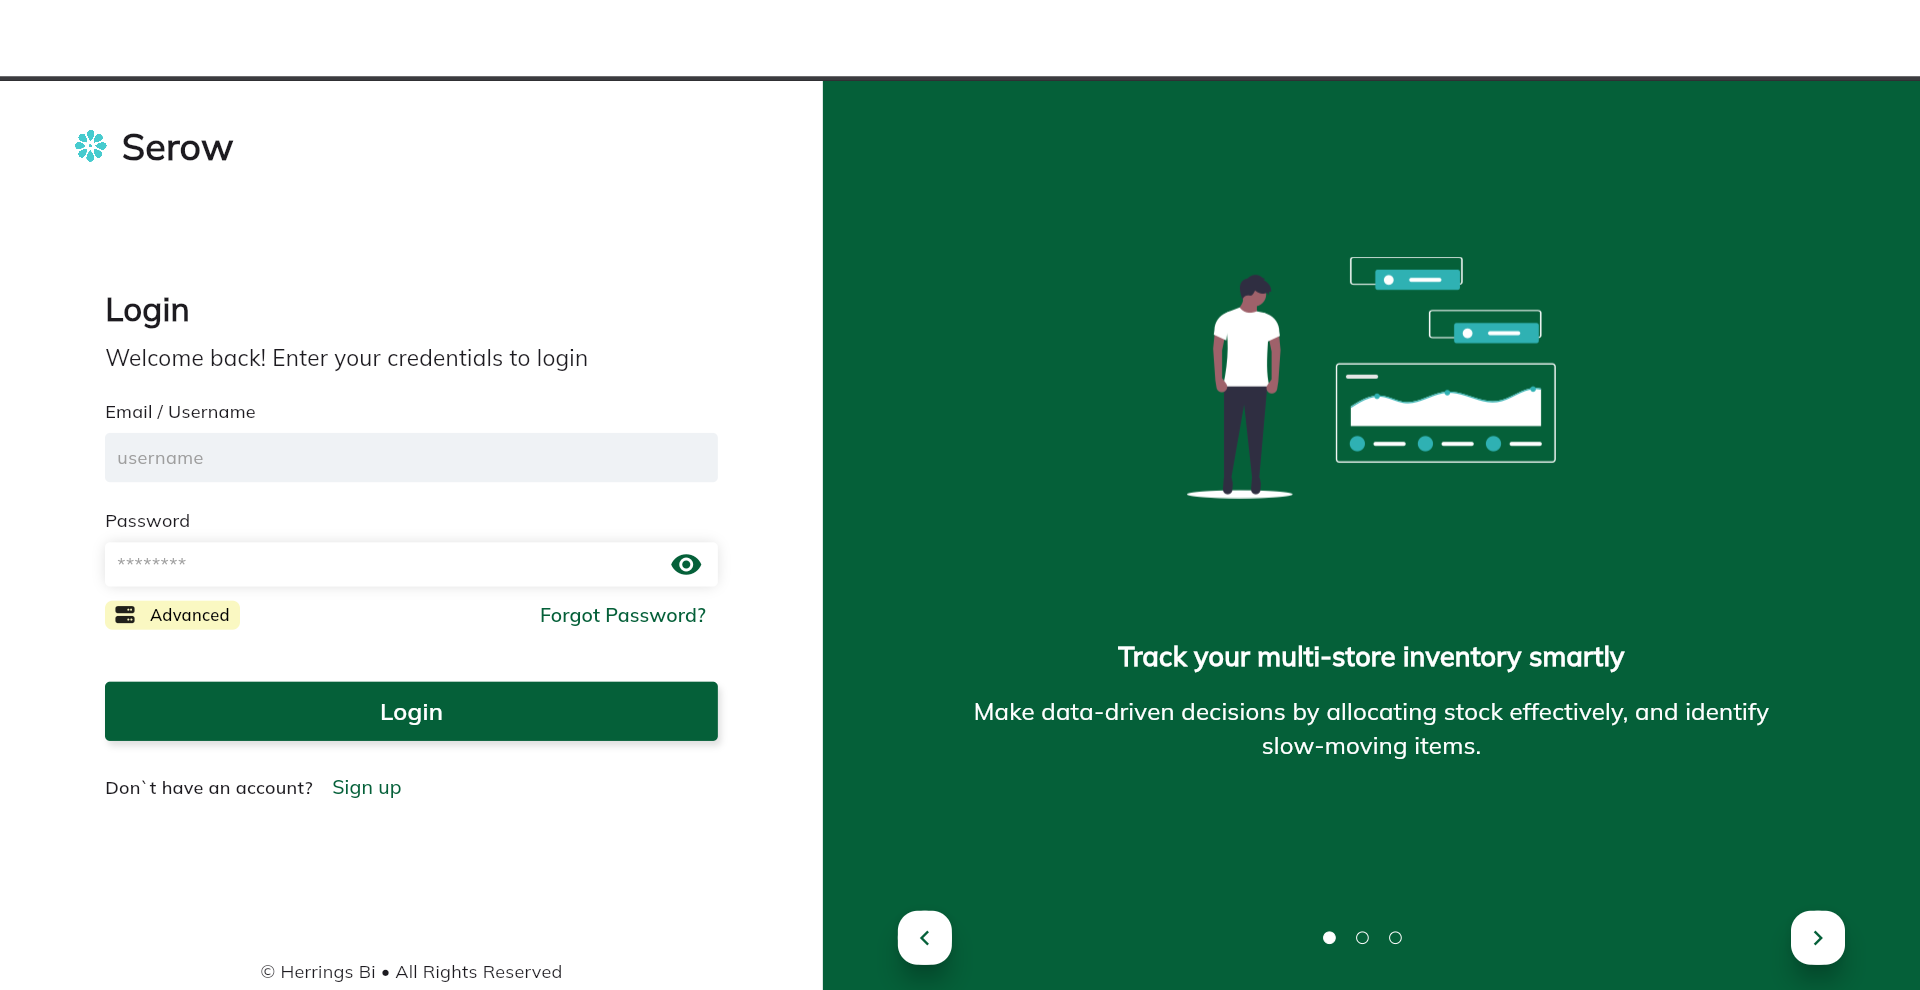 Serow
Login
Welcome back! Enter your credentials to login
Email / Username
username
Password
********
Advanced
Forgot Password?
Login
Don`t have an account? Sign up
© Herrings Bi • All Rights Reserved
Track your multi-store inventory smartly
Make data-driven decisions by allocating stock effectively, and identify
slow-moving items.